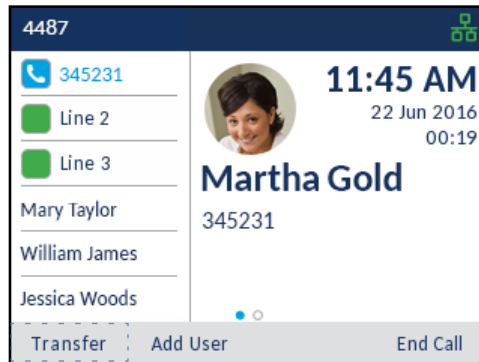 4487
345231
Line 2
Line 3
Mary Taylor
William James
Jessica Woods
11:45 AM
22 Jun 2016
00:19
Martha Gold
345231
Transfer Add User End Call